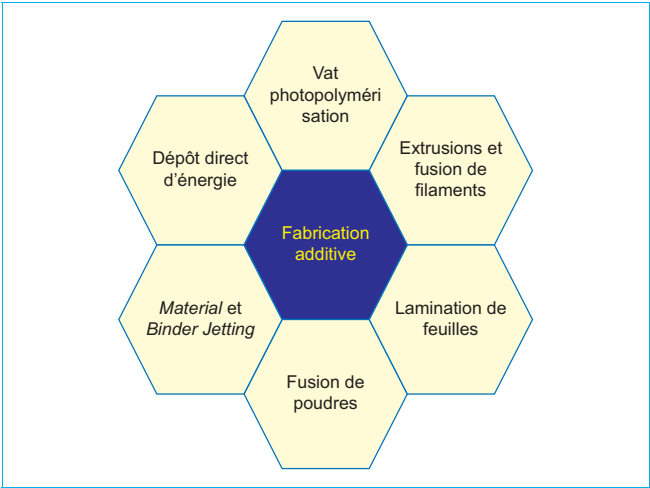 Vat
photopolyméri
sation
Extrusions et
fusion de
filaments
Dépôt direct
d'énergie
Fabrication
additive
Lamination de
feuilles
Material et
Binder Jetting
Fusion de
poudres